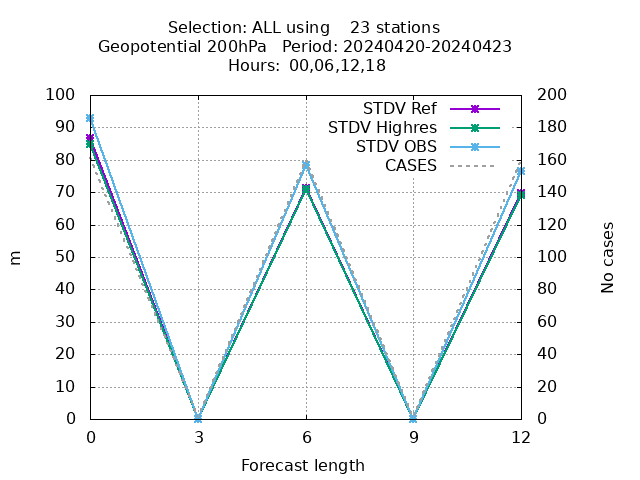 Selection: ALL using    23 stations
Geopotential 200hPa   Period: 20240420-20240423
Hours: 00,06,12,18
100 200
STDV Ref
90 180
STDV Highres
STDV OBS
80 160
CASES
70 140
60 120
50 100
40 80
30 60
20 40
10 20
0 0
m
No cases
0 3 6 9 12
Forecast length